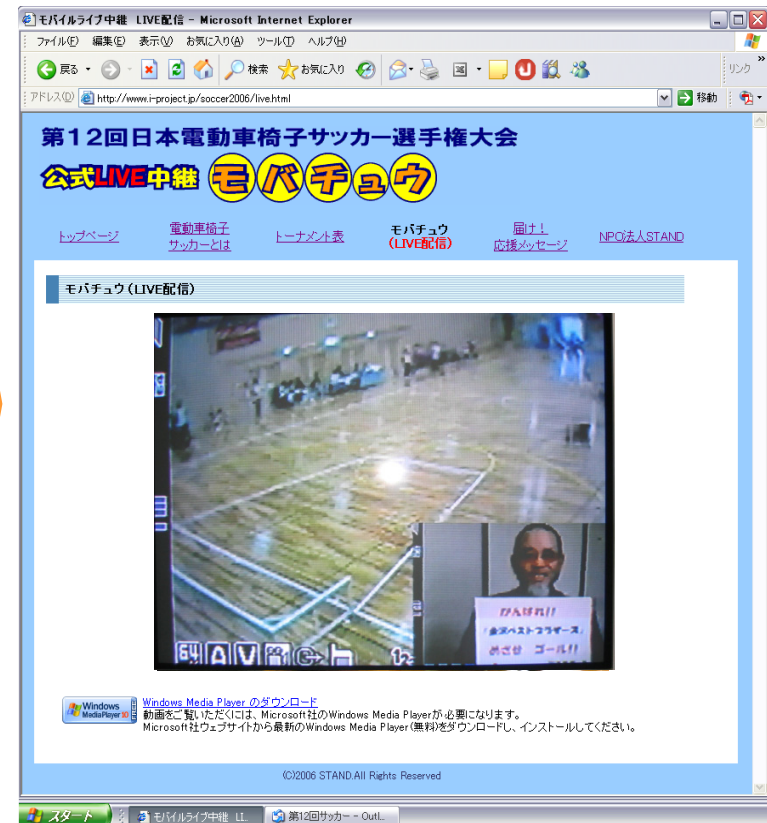 モバイルライブ中継 LIVE配信 - Microsoft Internet Explorer
ファイル(F) 編集(E) 表示(V) お気に入り(A) ツール(T) ヘルプ(H)
戻る 検索 お気に入り リンク »
アドレス(D) http://www.i-project.jp/soccer2006/live.html 移動
第12回日本電動車椅子サッカー選手権大会
公式LIVE中継 モバチュウ
トップページ
電動車椅子
サッカーとは
トーナメント表
モバチュウ
(LIVE配信)
届け!
応援メッセージ
NPO法人STAND
モバチュウ(LIVE配信)
がんばれ!!
めざせ ゴール!!
64 A V
12
Windows
MediaPlayer 10
Windows Media Player のダウンロード
動画をご覧いただくには、Microsoft社のWindows Media Playerが必要になります。
Microsoft社ウェブサイトから最新のWindows Media Player(無料)をダウンロードし、インストールしてください。
(C)2006 STAND.All Rights Reserved
スタート モバイルライブ中継 LI... 第12回サッカー - Outl...